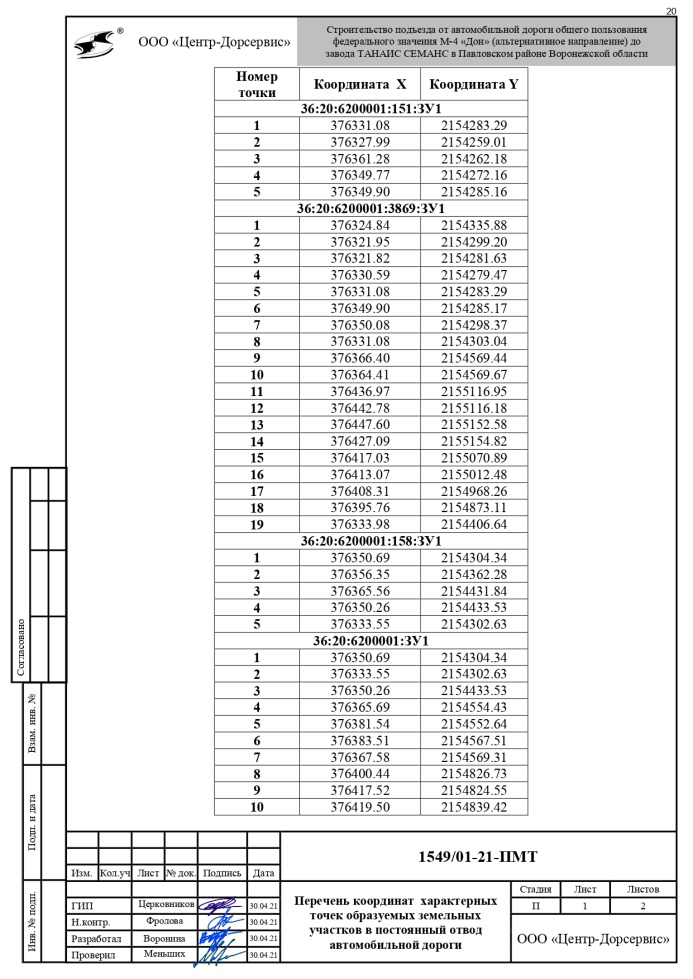 20
®
ООО «Центр-Дорсервис»
Строительство подъезда от автомобильной дороги общего пользования
федерального значения М-4 «Дон» (альтернативное направление) до
завода ТАНАИС СЕМАНС в Павловском районе Воронежской области
Номер точки Координата X Координата Y
36:20:6200001:151:ЗУ1
1 376331.08 2154283.29
2 376327.99 2154259.01
3 376361.28 2154262.18
4 376349.77 2154272.16
5 376349.90 2154285.16
36:20:6200001:3869:ЗУ1
1 376324.84 2154335.88
2 376321.95 2154299.20
3 376321.82 2154281.63
4 376330.59 2154279.47
5 376331.08 2154283.29
6 376349.90 2154285.17
7 376350.08 2154298.37
8 376331.08 2154303.04
9 376366.40 2154569.44
10 376364.41 2154569.67
11 376436.97 2155116.95
12 376442.78 2155116.18
13 376447.60 2155152.58
14 376427.09 2155154.82
15 376417.03 2155070.89
16 376413.07 2155012.48
17 376408.31 2154968.26
18 376395.76 2154873.11
19 376333.98 2154406.64
36:20:6200001:158:ЗУ1
1 376350.69 2154304.34
2 376356.35 2154362.28
3 376365.56 2154431.84
4 376350.26 2154433.53
5 376333.55 2154302.63
36:20:6200001:ЗУ1
1 376350.69 2154304.34
2 376333.55 2154302.63
3 376350.26 2154433.53
4 376365.69 2154554.43
5 376381.54 2154552.64
6 376383.51 2154567.51
7 376367.58 2154569.31
8 376400.44 2154826.73
9 376417.52 2154824.55
10 376419.50 2154839.42
Согласовано
Взам. инв. №
Подп. и дата
Инв. № подл.
1549/01-21-ПМТ
Изм. Кол.уч Лист № док. Подпись Дата
ГИП Церковников 30.04.21
Н.контр. Фролова 30.04.21
Разработал Воронина 30.04.21
Проверил Меньших 30.04.21
Перечень координат характерных
точек образуемых земельных
участков в постоянный отвод
автомобильной дороги
Стадия Лист Листов
П 1 2
ООО «Центр-Дорсервис»